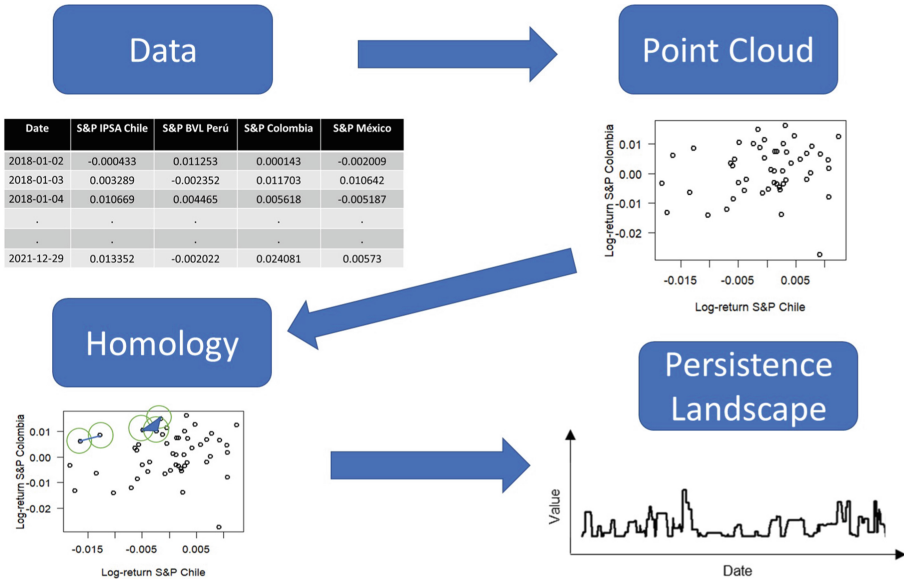 Data
Point Cloud
Date S&P IPSA Chile S&P BVL Perú S&P Colombia S&P México
2018-01-02 -0.000433 0.011253 0.000143 -0.002009
2018-01-03 0.003289 -0.002352 0.011703 0.010642
2018-01-04 0.010669 0.004465 0.005618 -0.005187
. . . . .
. . . . .
2021-12-29 0.013352 -0.002022 0.024081 0.00573
Log-return S&P Colombia
0.01
0.00
-0.01
-0.02
-0.015 -0.005 0.005
Log-return S&P Chile
Homology
Log-return S&P Colombia
0.01
0.00
-0.01
-0.02
-0.015 -0.005 0.005
Log-return S&P Chile
Persistence
Landscape
Value
Date